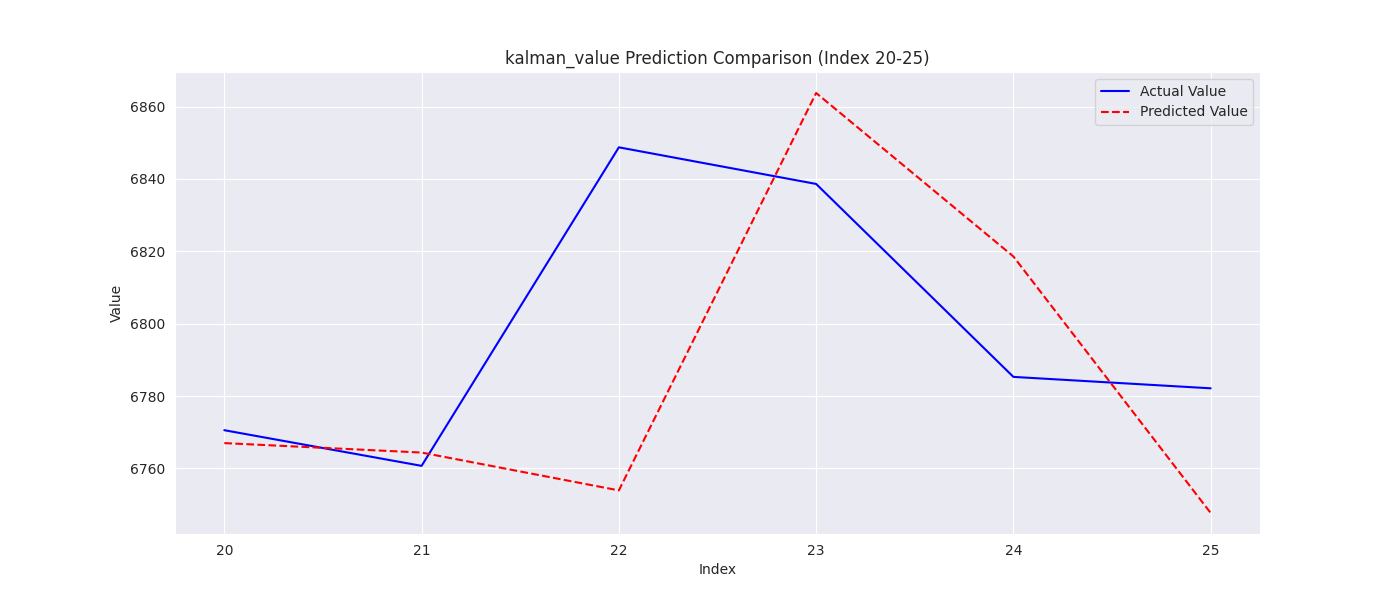 kalman_value Prediction Comparison (Index 20-25)
Actual Value
Predicted Value
6860
6840
6820
6800
6780
6760
Value
20 21 22 23 24 25
Index